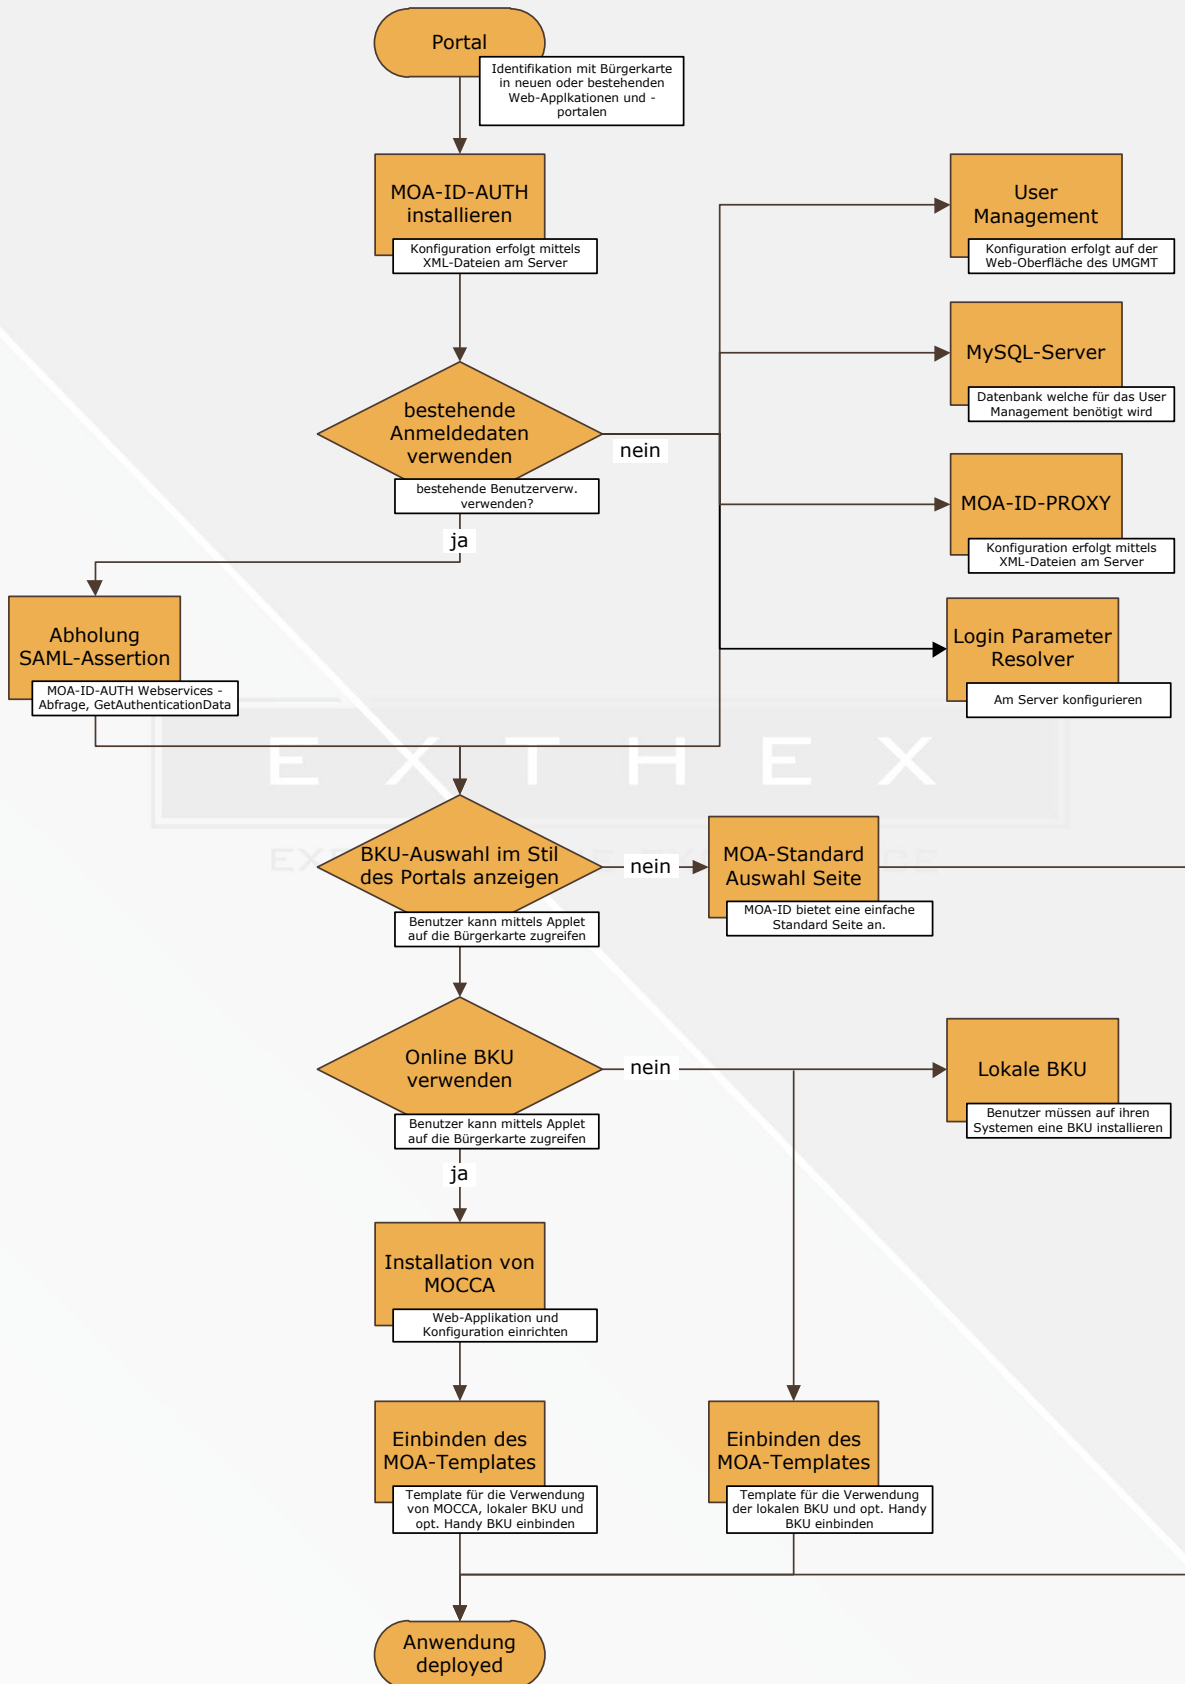 Portal
Identifikation mit Bürgerkarte
in neuen oder bestehenden
Web-Applkationen und -
portalen
MOA-ID-AUTH
installieren
Konfiguration erfolgt mittels
XML-Dateien am Server
User
Management
Konfiguration erfolgt auf der
Web-Oberfläche des UMGMT
MySQL-Server
Datenbank welche für das User
Management benötigt wird
bestehende
Anmeldedaten
verwenden
nein
bestehende Benutzerverw.
verwenden?
ja
MOA-ID-PROXY
Konfiguration erfolgt mittels
XML-Dateien am Server
Abholung
SAML-Assertion
MOA-ID-AUTH Webservices -
Abfrage, GetAuthenticationData
Login Parameter
Resolver
Am Server konfigurieren
EXTHEX
BKU-Auswahl im Stil
des Portals anzeigen
nein
Benutzer kann mittels Applet
auf die Bürgerkarte zugreifen
MOA-Standard
Auswahl Seite
MOA-ID bietet eine einfache
Standard Seite an.
Online BKU
verwenden
nein
Benutzer kann mittels Applet
auf die Bürgerkarte zugreifen
ja
Lokale BKU
Benutzer müssen auf ihren
Systemen eine BKU installieren
Installation von
MOCCA
Web-Applikation und
Konfiguration einrichten
Einbinden des
MOA-Templates
Template für die Verwendung
von MOCCA, lokaler BKU und
opt. Handy BKU einbinden
Einbinden des
MOA-Templates
Template für die Verwendung
der lokalen BKU und opt. Handy
BKU einbinden
Anwendung
deployed